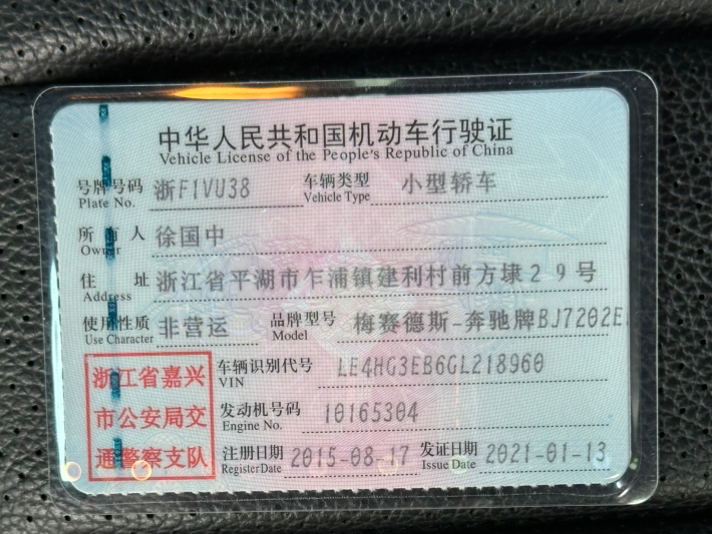 中华人民共和国机动车行驶证
Vehicle License of the People's Republic of China
号牌号码 浙F1VU38 车辆类型 小型轿车
Plate No. Vehicle Type
所有人 徐国中
Owner
住址 浙江省平湖市乍浦镇建利村前方埭29号
Address
使用性质 非营运 品牌型号 梅赛德斯-奔驰牌BJ7202E
Use Character Model
浙江省嘉兴
市公安局交
通警察支队
车辆识别代号 LE4HG3EB6GL218960
VIN
发动机号码 10165304
Engine No.
注册日期 2015-08-17 发证日期 2021-01-13
Register Date Issue Date